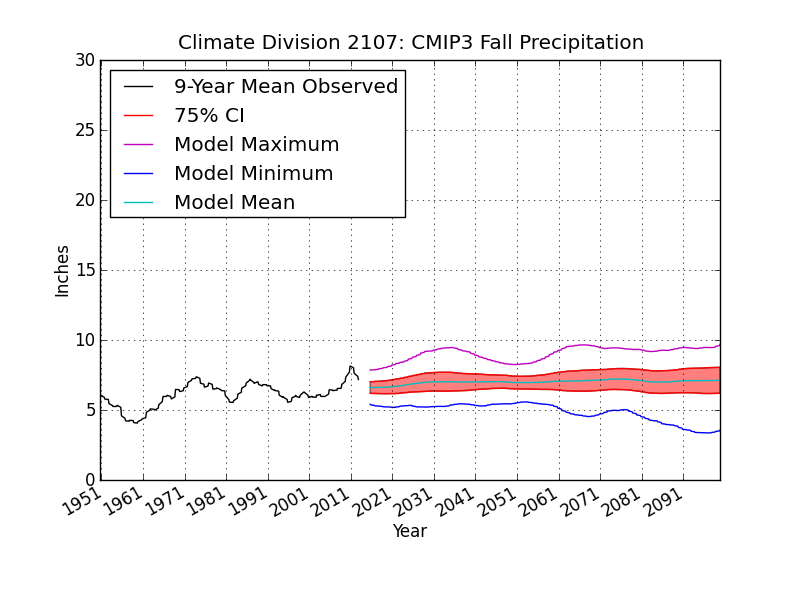 Climate Division 2107: CMIP3 Fall Precipitation
30
25
20
15
10
5
0
Inches
9-Year Mean Observed
75% CI
Model Maximum
Model Minimum
Model Mean
1951 1961 1971 1981 1991 2001 2011 2021 2031 2041 2051 2061 2071 2081 2091
Year